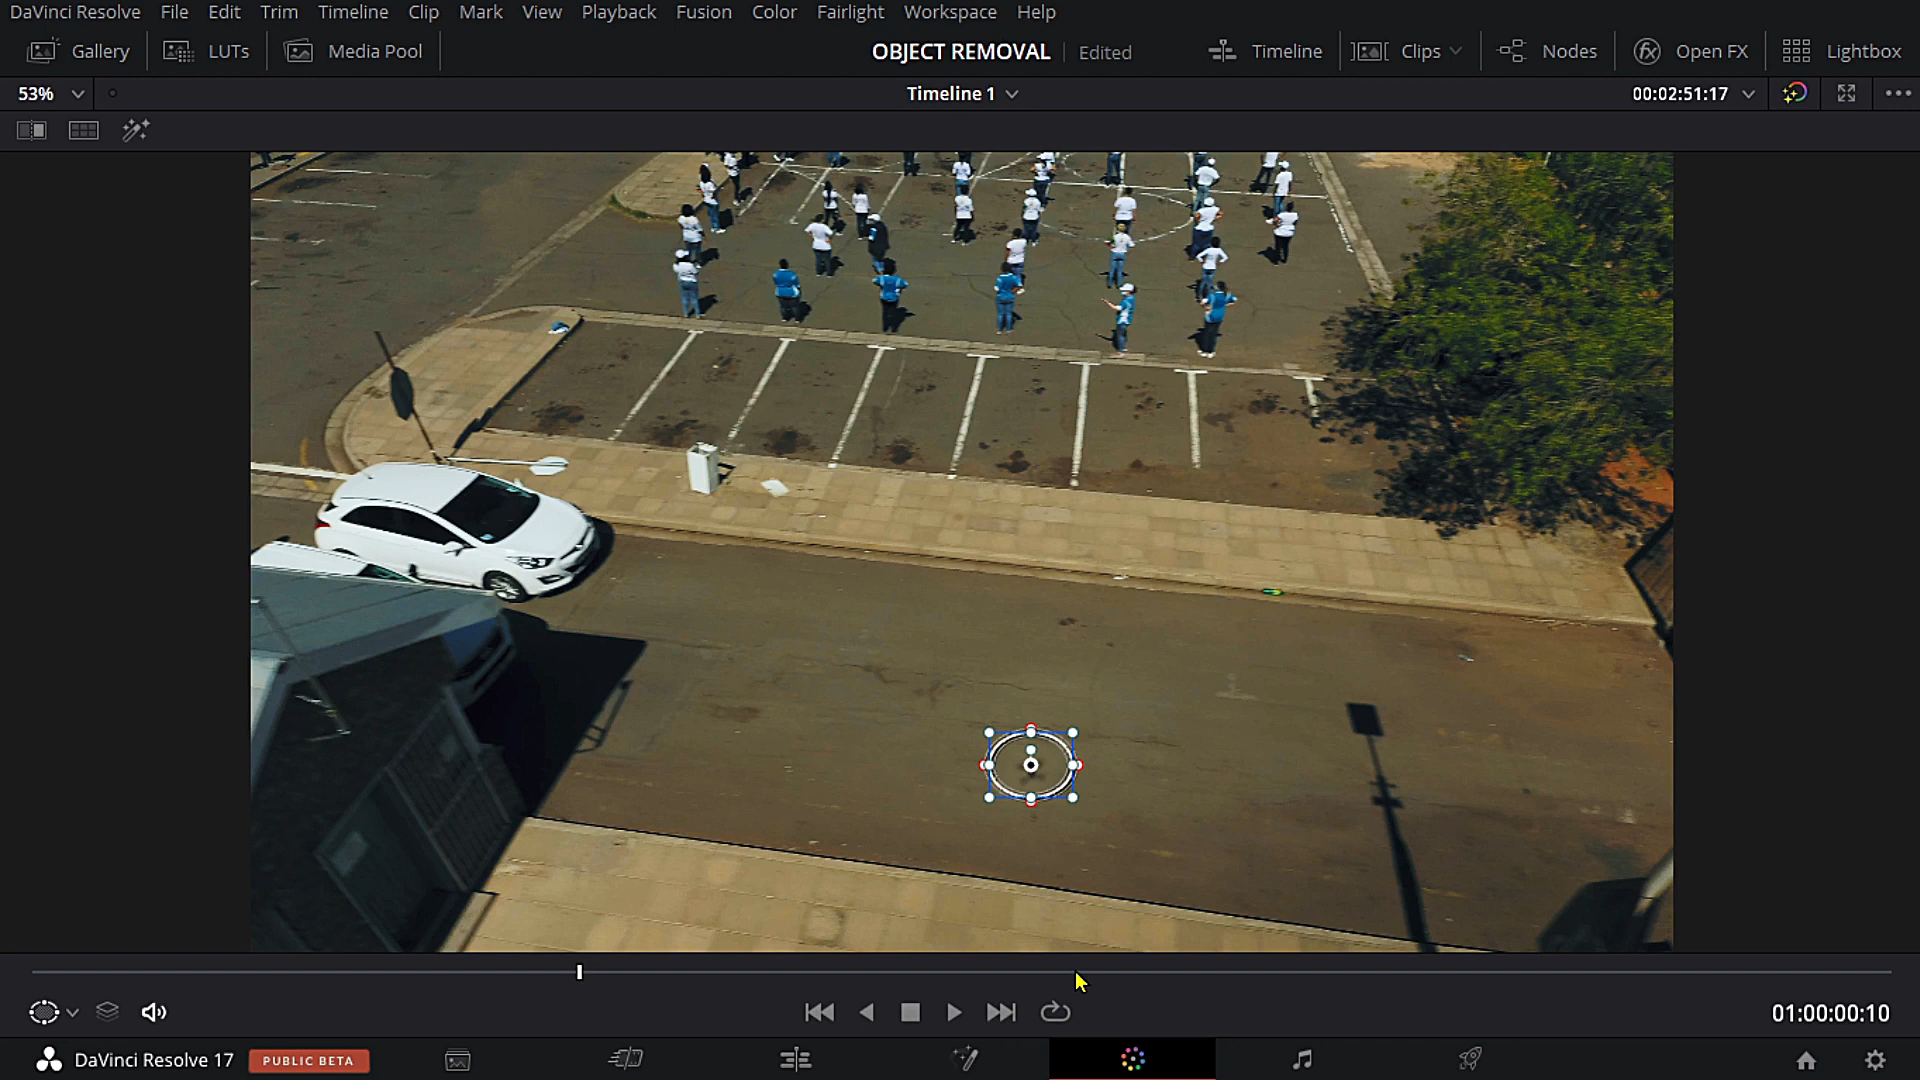 DaVinci Resolve File Edit Trim Timeline Clip Mark View Playback Fusion Color Fairlight Workspace Help
Gallery LUTs Media Pool OBJECT REMOVAL Edited Timeline Clips Nodes Open FX Lightbox
53% Timeline 1 00:02:51:17
01:00:00:10
DaVinci Resolve 17 PUBLIC BETA